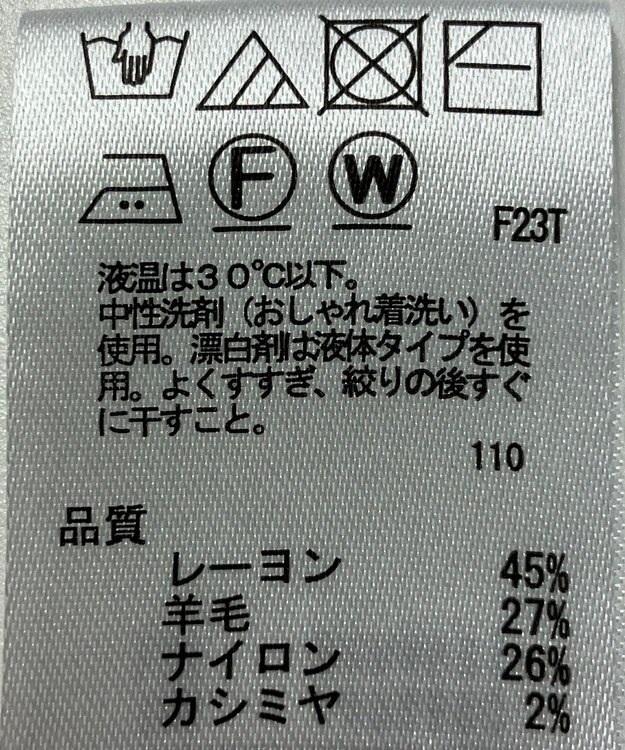 F W
F23T
液温は３０℃以下。
中性洗剤（おしゃれ着洗い）を
使用。漂白剤は液体タイプを使
用。よくすすぎ、絞りの後すぐ
に干すこと。
110
品質
レーヨン 45%
羊毛 27%
ナイロン 26%
カシミヤ 2%